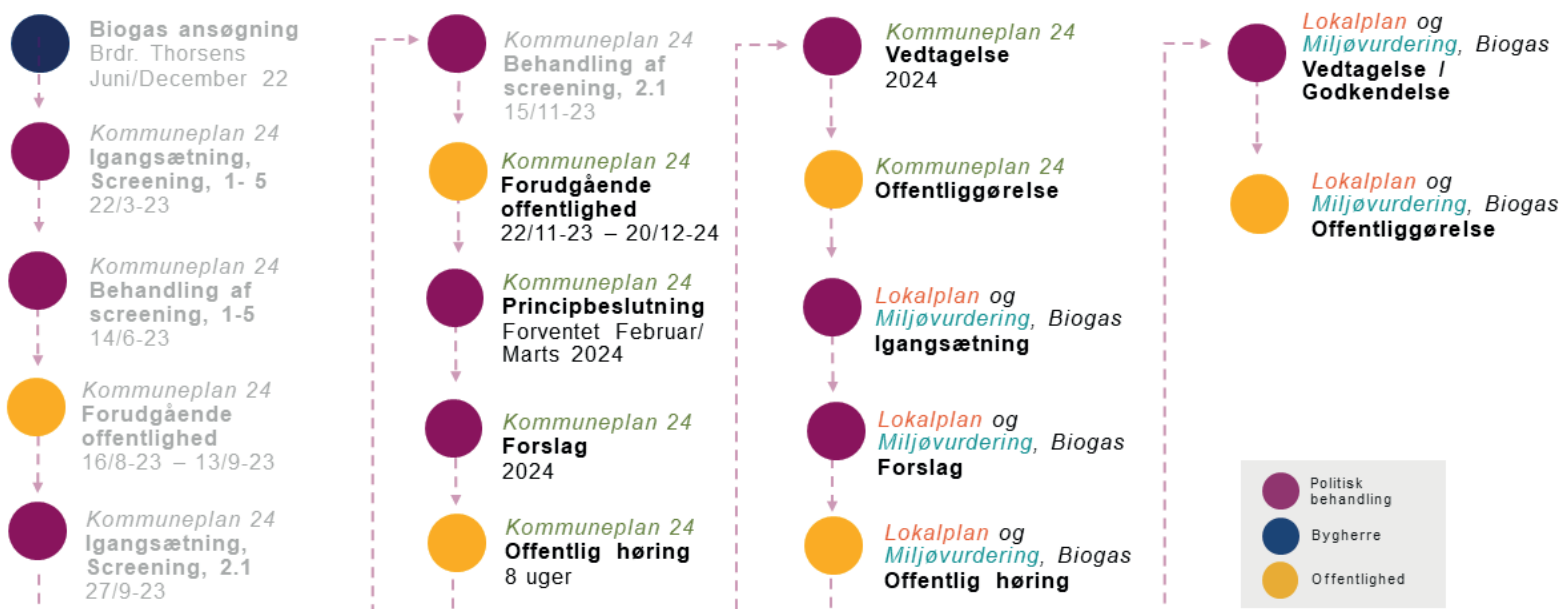 Biogas ansøgning
Brdr. Thorsens
Juni/December 22
Kommuneplan 24
Igangsætning,
Screening, 1- 5
22/3-23
Kommuneplan 24
Behandling af
screening, 1-5
14/6-23
Kommuneplan 24
Forudgående
offentlighed
16/8-23 – 13/9-23
Kommuneplan 24
Igangsætning,
Screening, 2.1
27/9-23
Kommuneplan 24
Behandling af
screening, 2.1
15/11-23
Kommuneplan 24
Forudgående
offentlighed
22/11-23 – 20/12-24
Kommuneplan 24
Principbeslutning
Forventet Februar/
Marts 2024
Kommuneplan 24
Forslag
2024
Kommuneplan 24
Offentlig høring
8 uger
Kommuneplan 24
Vedtagelse
2024
Kommuneplan 24
Offentliggørelse
Lokalplan og
Miljøvurdering, Biogas
Igangsætning
Lokalplan og
Miljøvurdering, Biogas
Forslag
Lokalplan og
Miljøvurdering, Biogas
Offentlig høring
Lokalplan og
Miljøvurdering, Biogas
Vedtagelse /
Godkendelse
Lokalplan og
Miljøvurdering, Biogas
Offentliggørelse
Politisk
behandling
Bygherre
Offentlighed